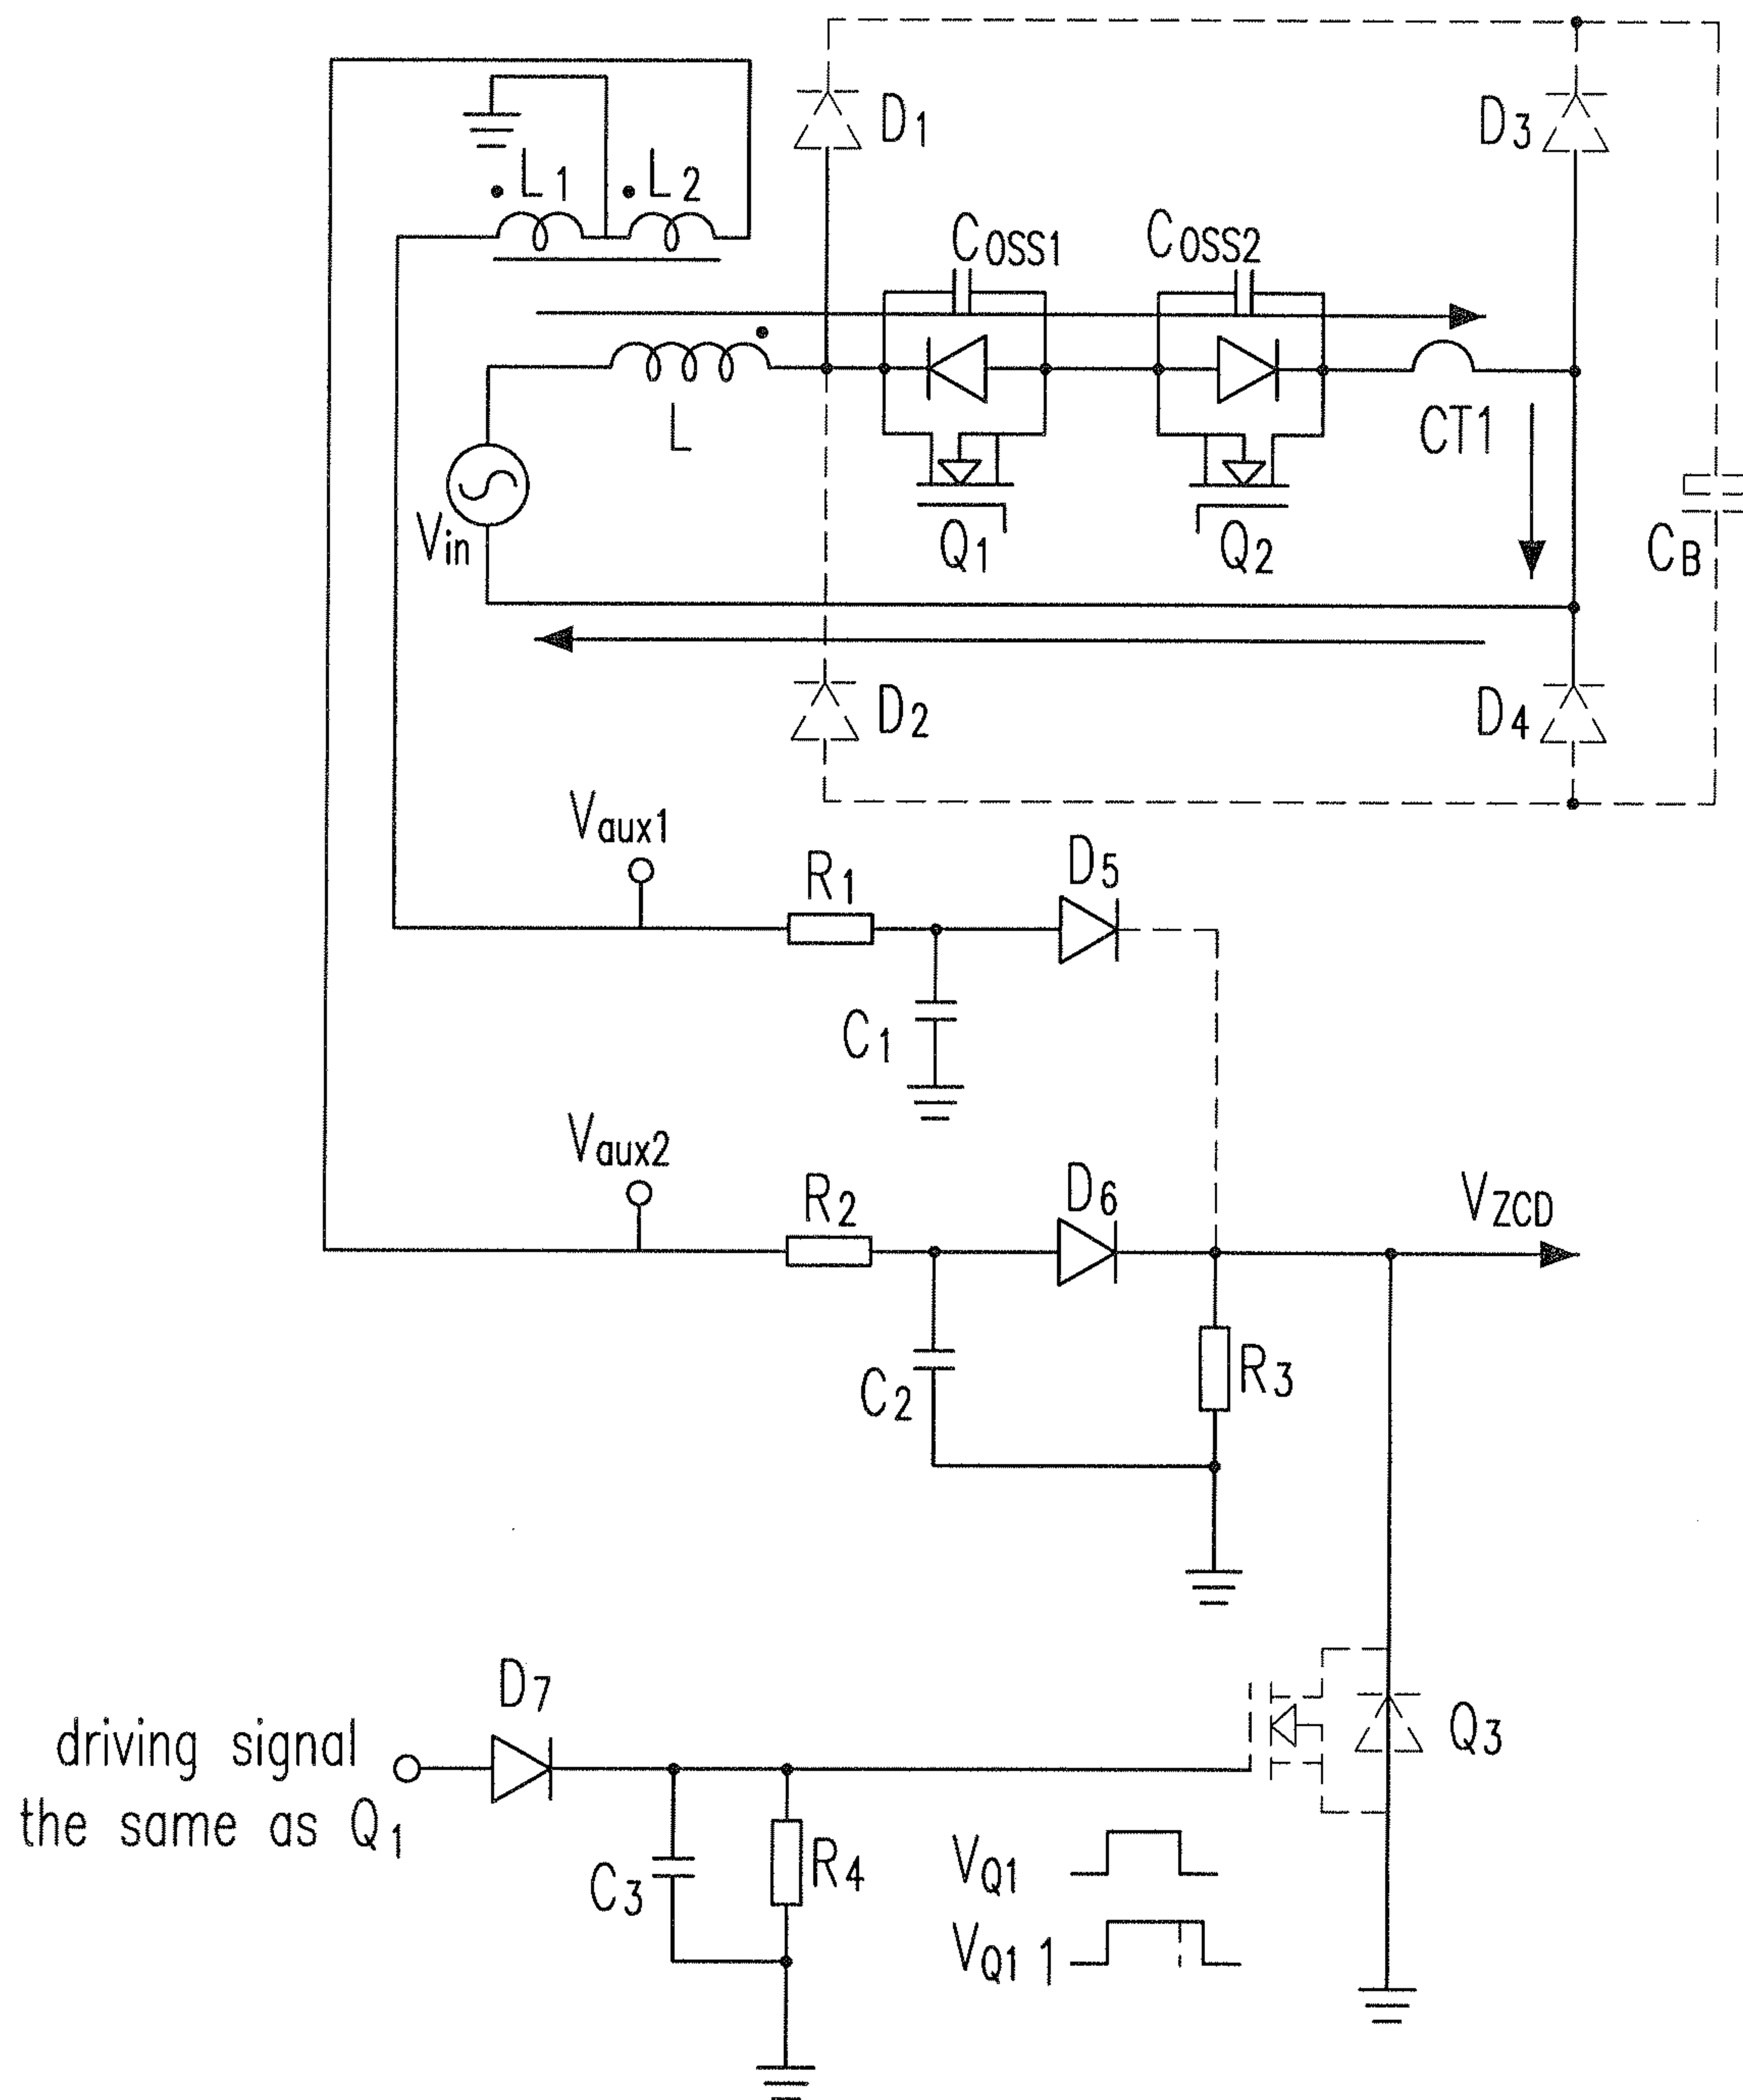 D1
D3
L1
L2
COSS1
COSS2
L
CT1
Vin
Q1
Q2
CB
D2
D4
Vaux1
R1
D5
C1
Vaux2
R2
D6
VZCD
C2
R3
D7
Q3
driving signal
the same as Q1
C3
R4
VQ1
VQ1 1